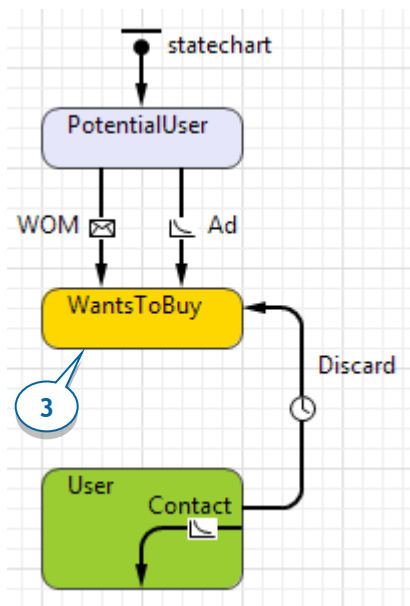 statechart
PotentialUser
WOM
Ad
WantsToBuy
Discard
3
User
Contact